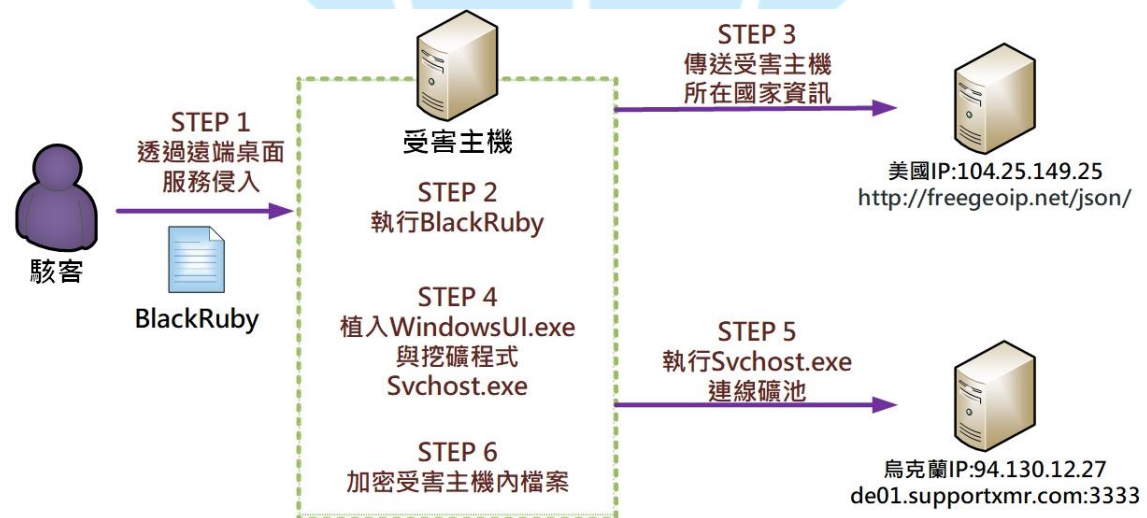 STEP 1
透過遠端桌面
服務侵入
駭客
BlackRuby
受害主機
STEP 2
執行BlackRuby
STEP 3
傳送受害主機
所在國家資訊
美國IP:104.25.149.25
http://freegeoip.net/json/
STEP 4
植入WindowsUI.exe
與挖礦程式
Svchost.exe
STEP 5
執行Svchost.exe
連線礦池
烏克蘭IP:94.130.12.27
de01.supportxmr.com:3333
STEP 6
加密受害主機內檔案